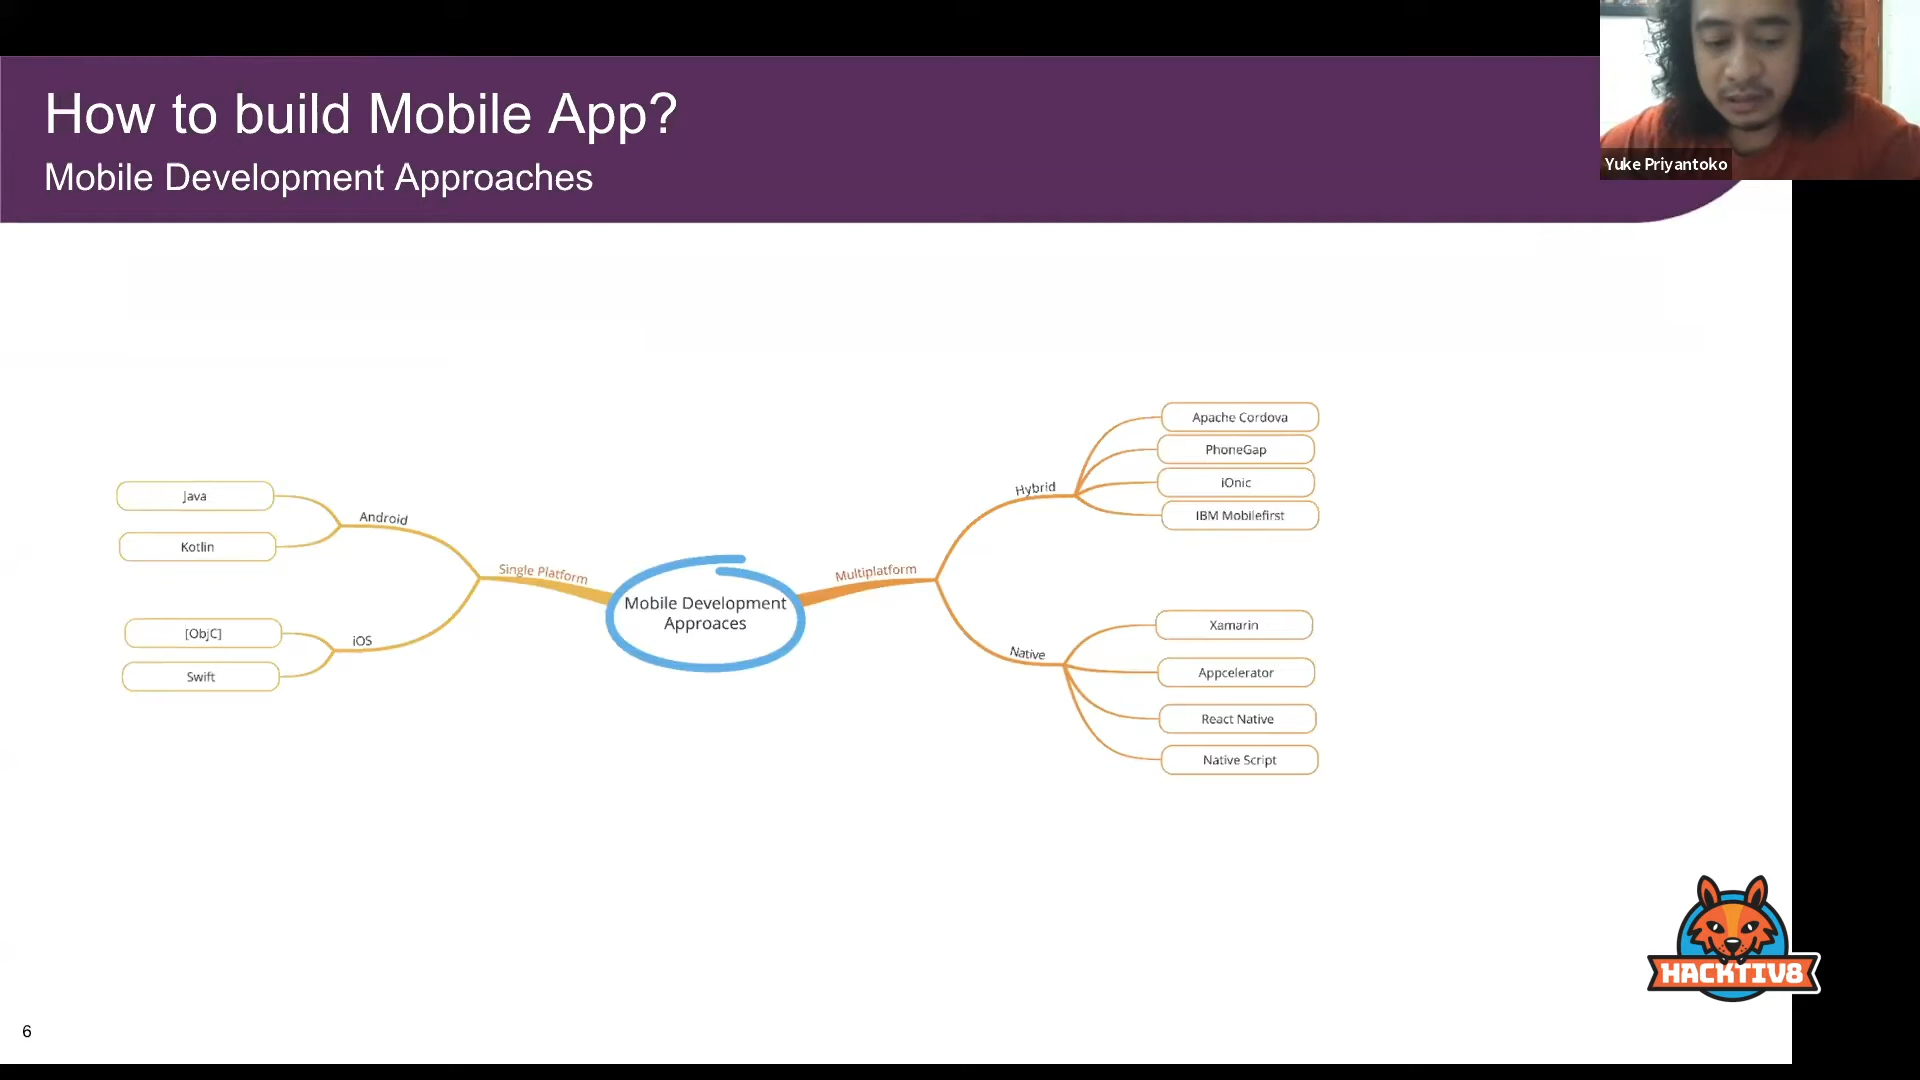 How to build Mobile App?
Mobile Development Approaches
Yuke Priyantoko
Java
Kotlin
Android
[ObjC]
Swift
iOS
Single Platform
Mobile Development
Approaces
Multiplatform
Hybrid
Apache Cordova
PhoneGap
iOnic
IBM Mobilefirst
Native
Xamarin
Appcelerator
React Native
Native Script
HACKTIV8
6